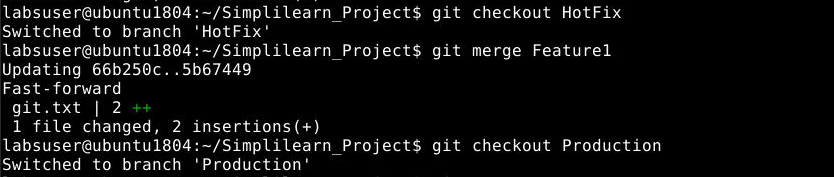 labsuser@ubuntu1804:~/Simplilearn_Project$ git checkout HotFix
Switched to branch 'HotFix'
labsuser@ubuntu1804:~/Simplilearn_Project$ git merge Feature1
Updating 66b250c..5b67449
Fast-forward
 git.txt | 2 ++
 1 file changed, 2 insertions(+)
labsuser@ubuntu1804:~/Simplilearn_Project$ git checkout Production
Switched to branch 'Production'